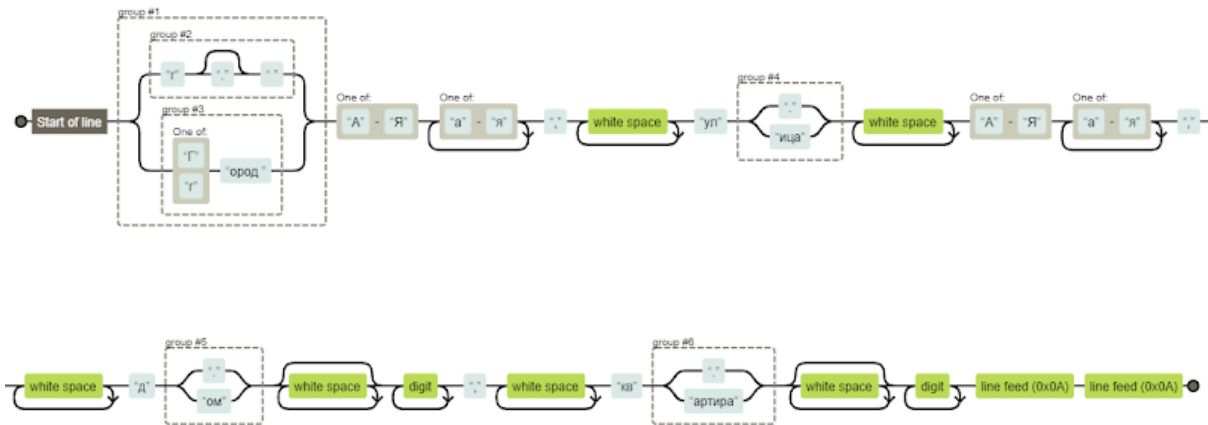 group #1
group #2
"г" "." " "
group #3
One of:
"Г"
"г"
"ород "
Start of line
One of:
"А" - "Я"
One of:
"а" - "я"
","
white space
"ул"
group #4
"."
"ица"
white space
One of:
"А" - "Я"
One of:
"а" - "я"
","
white space
"д"
group #5
"."
"ом"
white space
digit
","
white space
"кв"
group #6
"."
"артира"
white space
digit
line feed (0x0A)
line feed (0x0A)